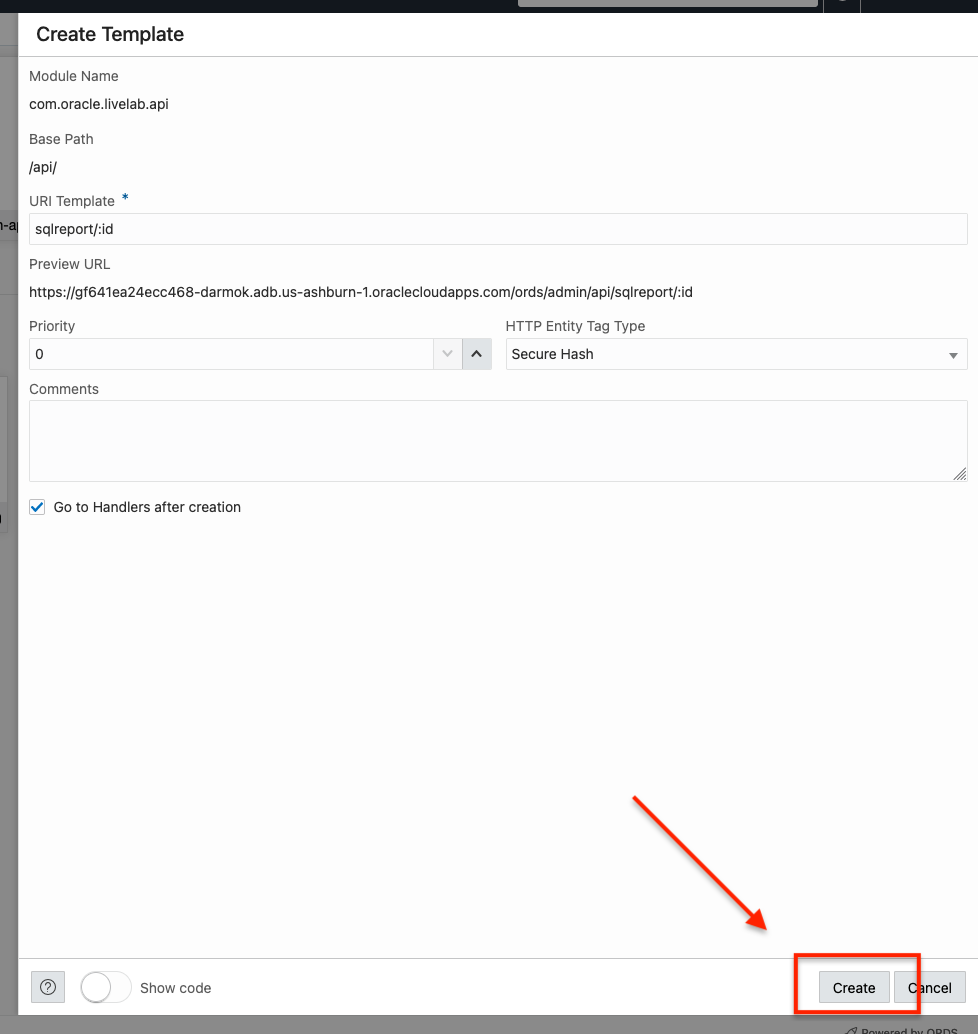 Create Template
Module Name
com.oracle.livelab.api
Base Path
/api/
URI Template *
sqlreport/:id
Preview URL
https://gf641ea24ecc468-darmok.adb.us-ashburn-1.oraclecloudapps.com/ords/admin/api/sqlreport/:id
Priority HTTP Entity Tag Type
0 Secure Hash
Comments
Go to Handlers after creation
Show code Create Cancel
Powered by ORDS